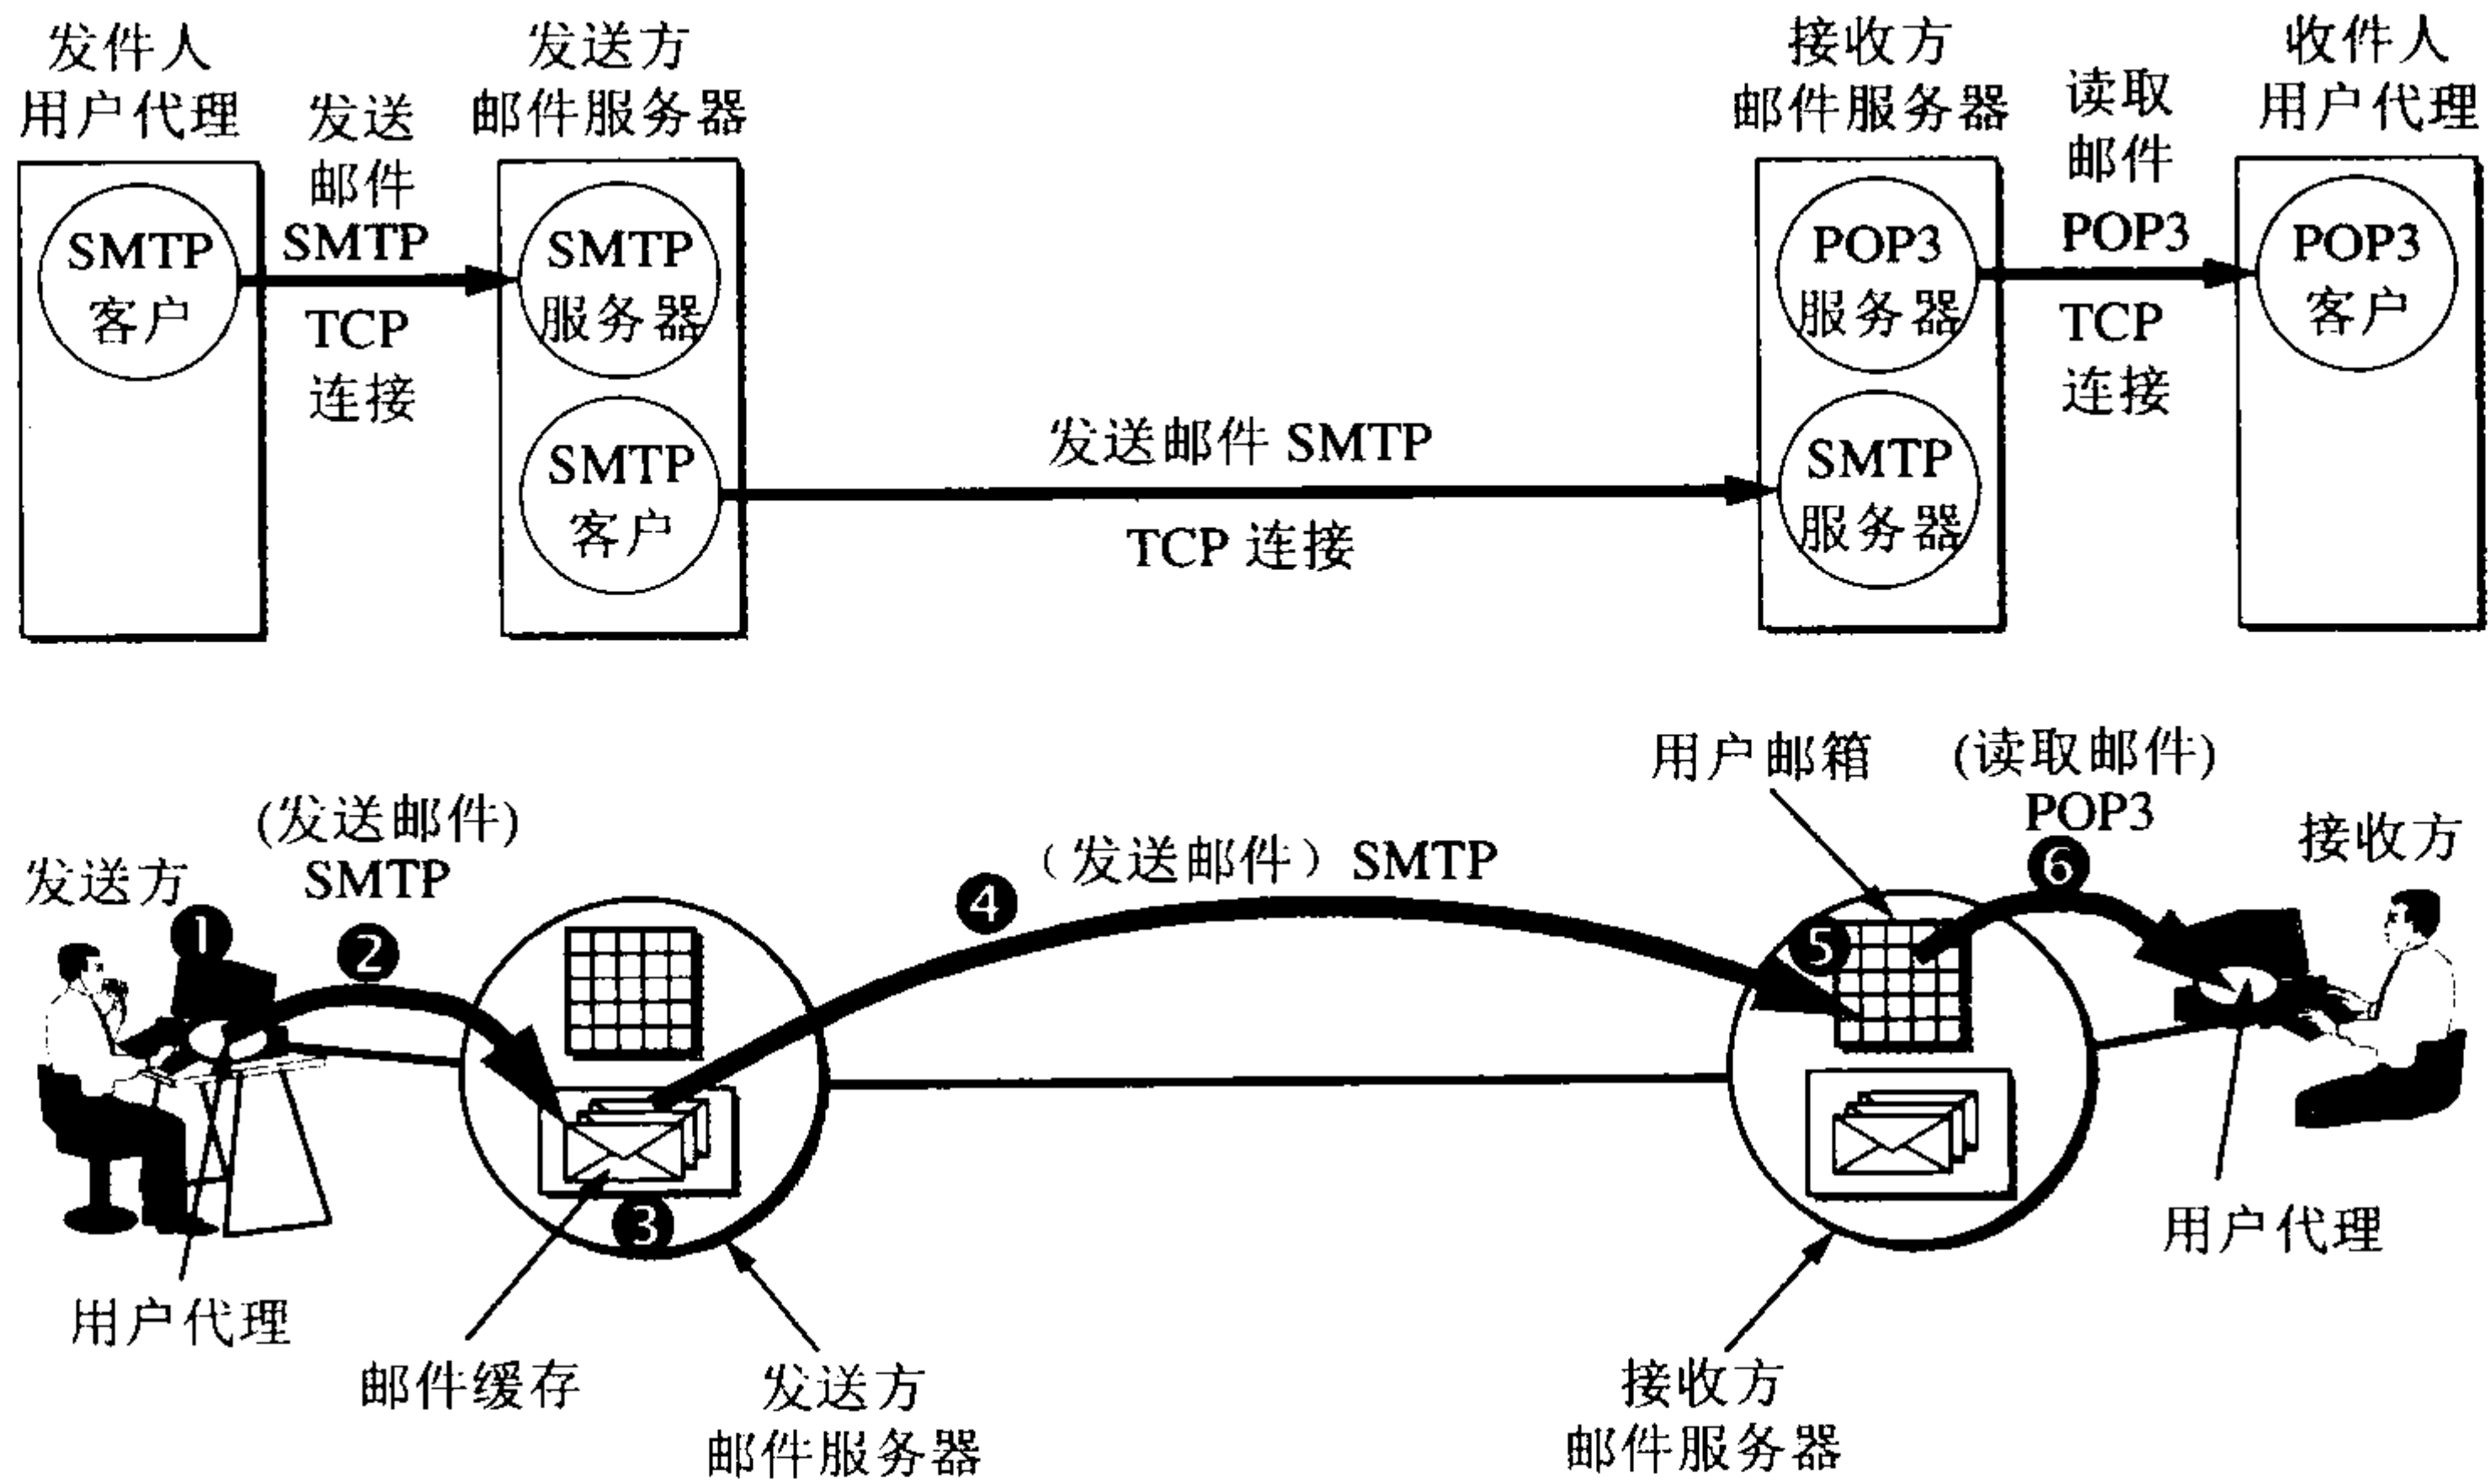 发件人
用户代理
发送
邮件
SMTP
TCP
连接
SMTP
客户
发送方
邮件服务器
SMTP
服务器
SMTP
客户
发送邮件 SMTP
TCP 连接
接收方
邮件服务器
POP3
服务器
SMTP
服务器
读取
邮件
POP3
TCP
连接
收件人
用户代理
POP3
客户
发送方
(发送邮件)
SMTP
1
2
3
4
(发送邮件) SMTP
用户邮箱
(读取邮件)
POP3
5
6
接收方
用户代理
邮件缓存
发送方
邮件服务器
接收方
邮件服务器
用户代理